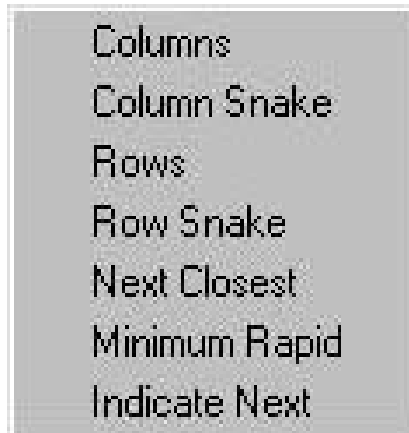 Columns
Column Snake
Rows
Row Snake
Next Closest
Minimum Rapid
Indicate Next